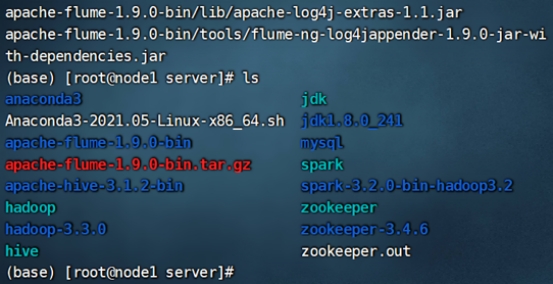 apache-flume-1.9.0-bin/lib/apache-log4j-extras-1.1.jar
apache-flume-1.9.0-bin/tools/flume-ng-log4jappender-1.9.0-jar-wi
th-dependencies.jar
(base) [root@node1 server]# ls
anaconda3 jdk
Anaconda3-2021.05-Linux-x86_64.sh jdk1.8.0_241
apache-flume-1.9.0-bin mysql
apache-flume-1.9.0-bin.tar.gz spark
apache-hive-3.1.2-bin spark-3.2.0-bin-hadoop3.2
hadoop zookeeper
hadoop-3.3.0 zookeeper-3.4.6
hive zookeeper.out
(base) [root@node1 server]#